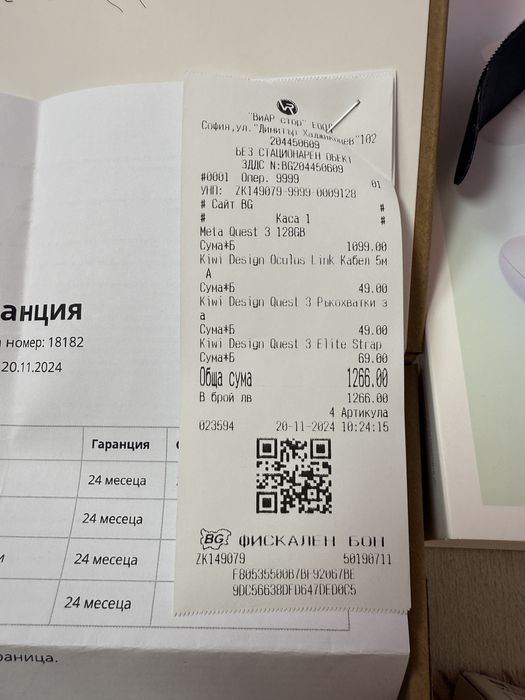 "ВиАР стор" ЕООД
София,ул."Димитър Хаджикоцев"102
204450609
БЕЗ СТАЦИОНАРЕН ОБЕКТ
ЗДДС N:BG204450609
#0001 Опер. 9999 01
УНП: ZK149079-9999-0009128
# Сайт BG #
# Каса 1 #
Meta Quest 3 128GB
Сума*Б 1099.00
Kiwi Design Oculus Link Кабел 5м
А
Сума*Б 49.00
Kiwi Design Quest 3 Ръкохватки з
а
Сума*Б 49.00
Kiwi Design Quest 3 Elite Strap
Сума*Б 69.00
Обща сума 1266.00
В брой лв 1266.00
4 Артикула
023594 20-11-2024 10:24:15
BG ФИСКАЛЕН БОН
ZK149079 50190711
F80535500B7BF92067BE
9DC56638DFD647DED0C5
ранция
номер: 18182
20.11.2024
Гаранция
24 месеца
24 месеца
24 месеца
24 месеца
раница.